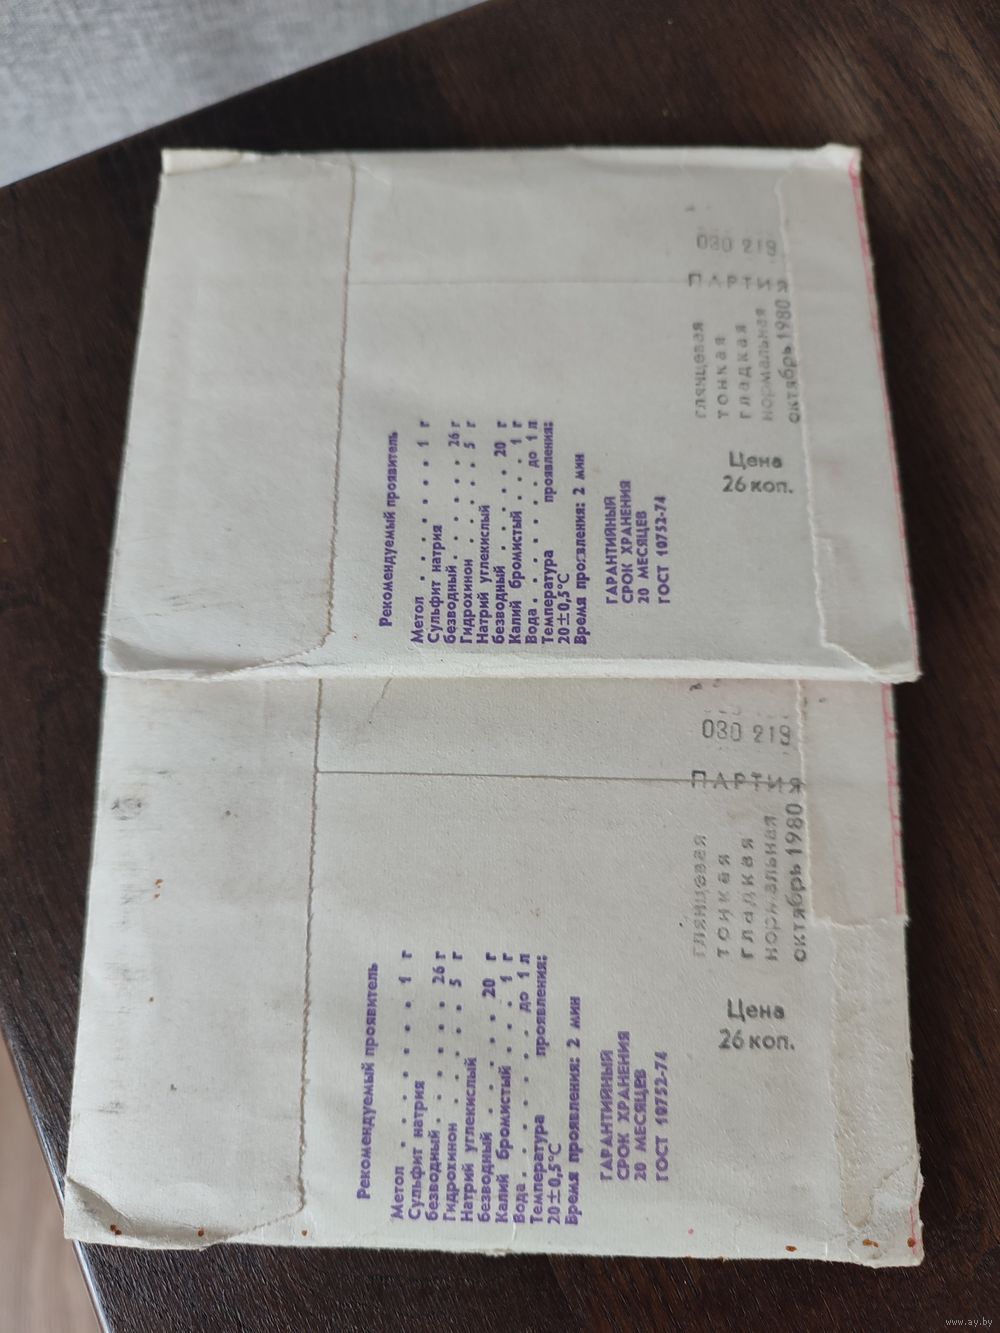 Рекомендуемый проявитель
Метол . . . . . . . . 1 г
Сульфит натрия
безводный . . . . . 26 г
Гидрохинон . . . . . 5 г
Натрий углекислый
безводный . . . . . . 20 г
Калий бромистый . . . 1 г
Вода . . . . . . . . до 1 л
Температура проявления:
20±0,5°С
Время проявления: 2 мин
ГАРАНТИЙНЫЙ
СРОК ХРАНЕНИЯ
20 МЕСЯЦЕВ
ГОСТ 10752-74
030 219
ПАРТИЯ
глянцевая
тонкая
гладкая
нормальная
октябрь 1980
Цена
26 коп.
Рекомендуемый проявитель
Метол . . . . . . . . 1 г
Сульфит натрия
безводный . . . . . 26 г
Гидрохинон . . . . . 5 г
Натрий углекислый
безводный . . . . . . 20 г
Калий бромистый . . . 1 г
Вода . . . . . . . . до 1 л
Температура проявления:
20±0,5°С
Время проявления: 2 мин
ГАРАНТИЙНЫЙ
СРОК ХРАНЕНИЯ
20 МЕСЯЦЕВ
ГОСТ 10752-74
030 219
ПАРТИЯ
глянцевая
тонкая
гладкая
нормальная
октябрь 1980
Цена
26 коп.
www.ay.by